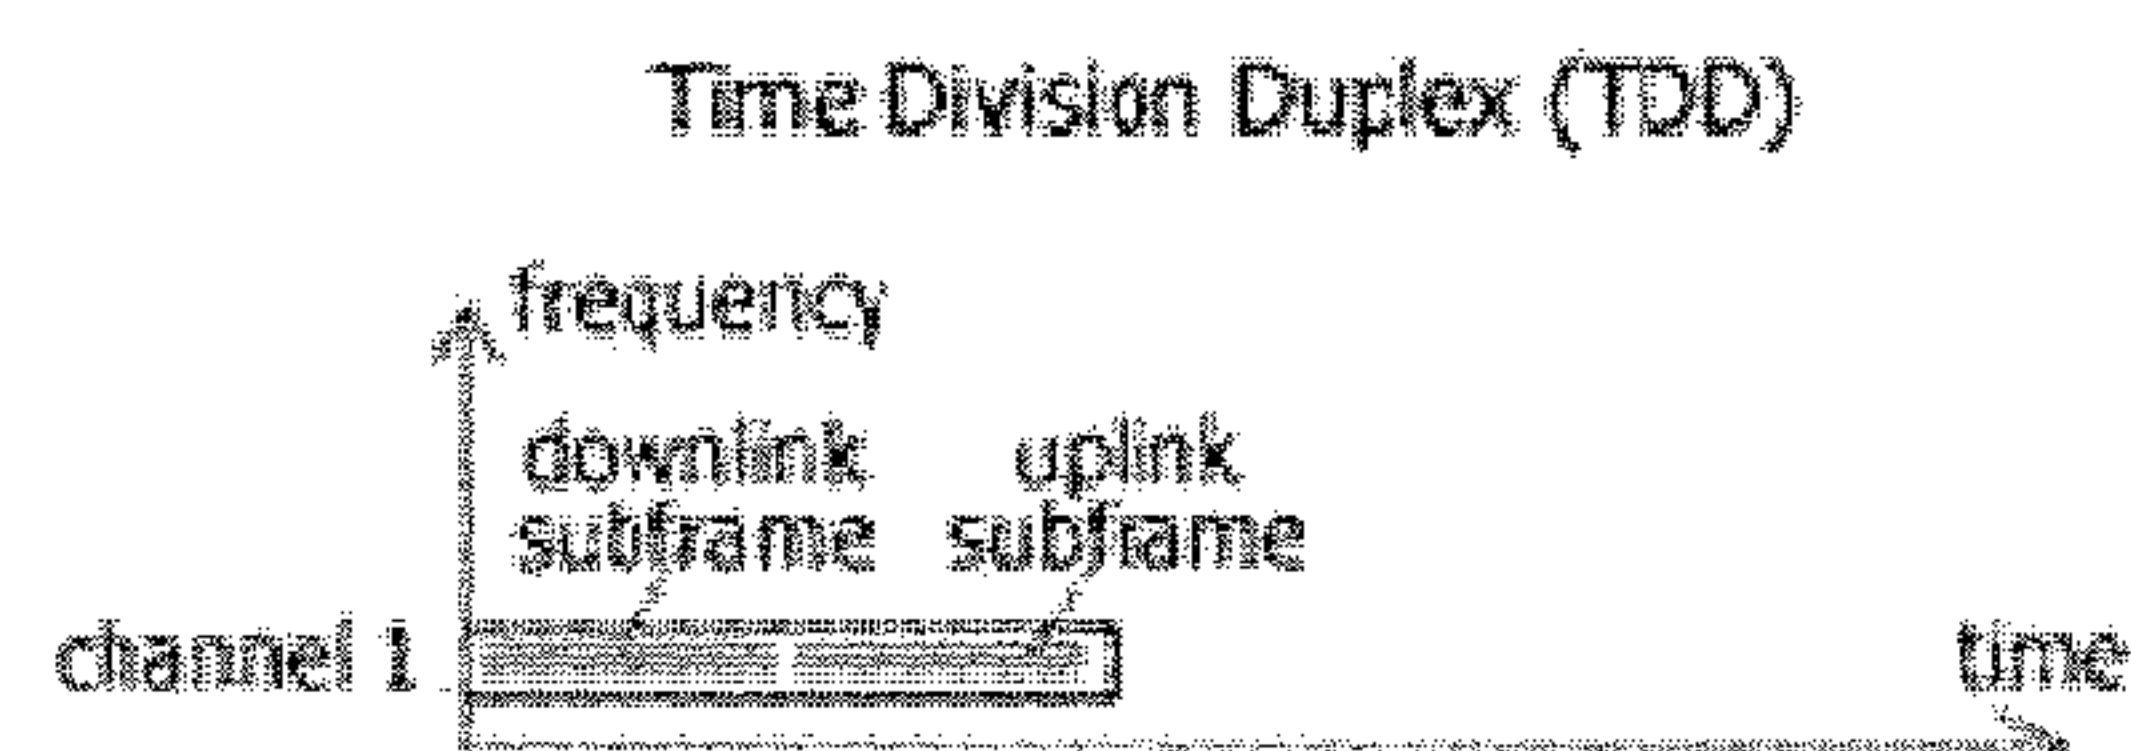 Time Division Duplex (TDD)
frequency
downlink
subframe
uplink
subframe
channel 1
time